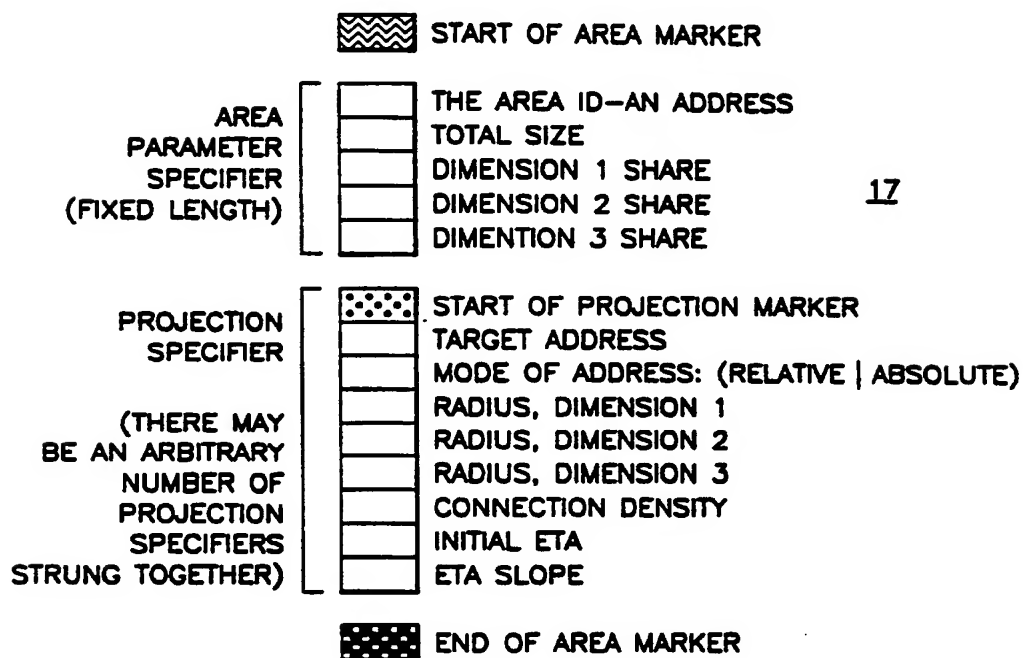 START OF AREA MARKER
AREA
PARAMETER
SPECIFIER
(FIXED LENGTH)
THE AREA ID–AN ADDRESS
TOTAL SIZE
DIMENSION 1 SHARE
DIMENSION 2 SHARE
DIMENTION 3 SHARE
17
PROJECTION
SPECIFIER
(THERE MAY
BE AN ARBITRARY
NUMBER OF
PROJECTION
SPECIFIERS
STRUNG TOGETHER)
START OF PROJECTION MARKER
TARGET ADDRESS
MODE OF ADDRESS: (RELATIVE | ABSOLUTE)
RADIUS, DIMENSION 1
RADIUS, DIMENSION 2
RADIUS, DIMENSION 3
CONNECTION DENSITY
INITIAL ETA
ETA SLOPE
END OF AREA MARKER